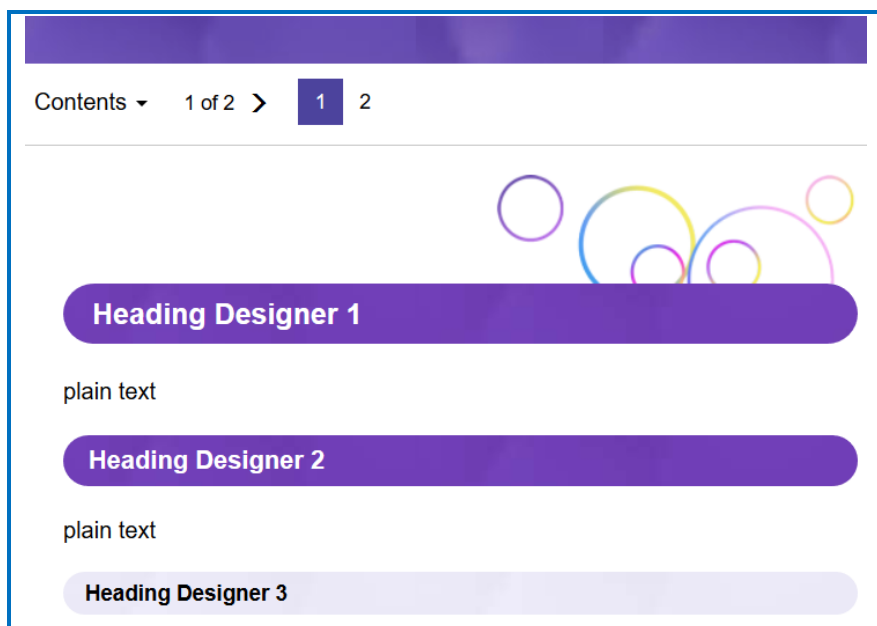 Contents 1 of 2 1 2
Heading Designer 1
plain text
Heading Designer 2
plain text
Heading Designer 3